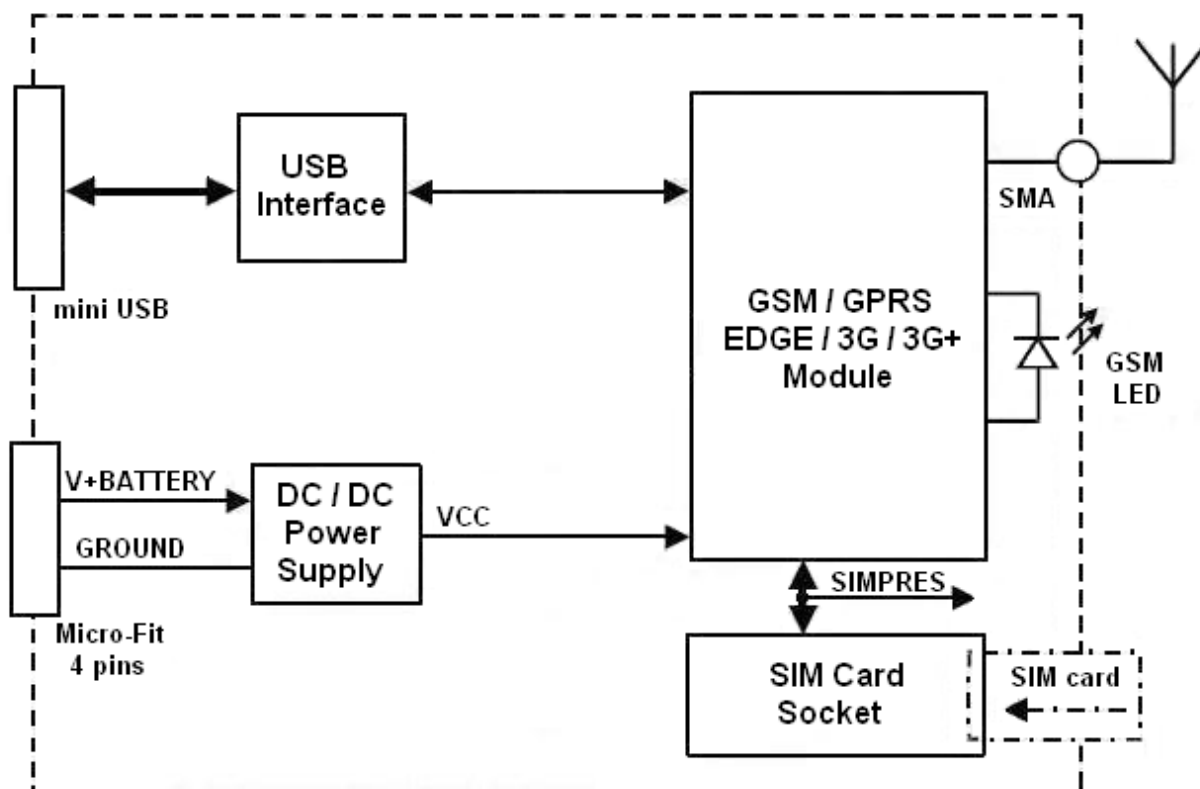 USB
Interface
SMA
mini USB
GSM / GPRS
EDGE / 3G / 3G+
Module
GSM
LED
V+BATTERY
GROUND
DC / DC
Power
Supply
VCC
Micro-Fit
4 pins
SIMPRES
SIM Card
Socket
SIM card